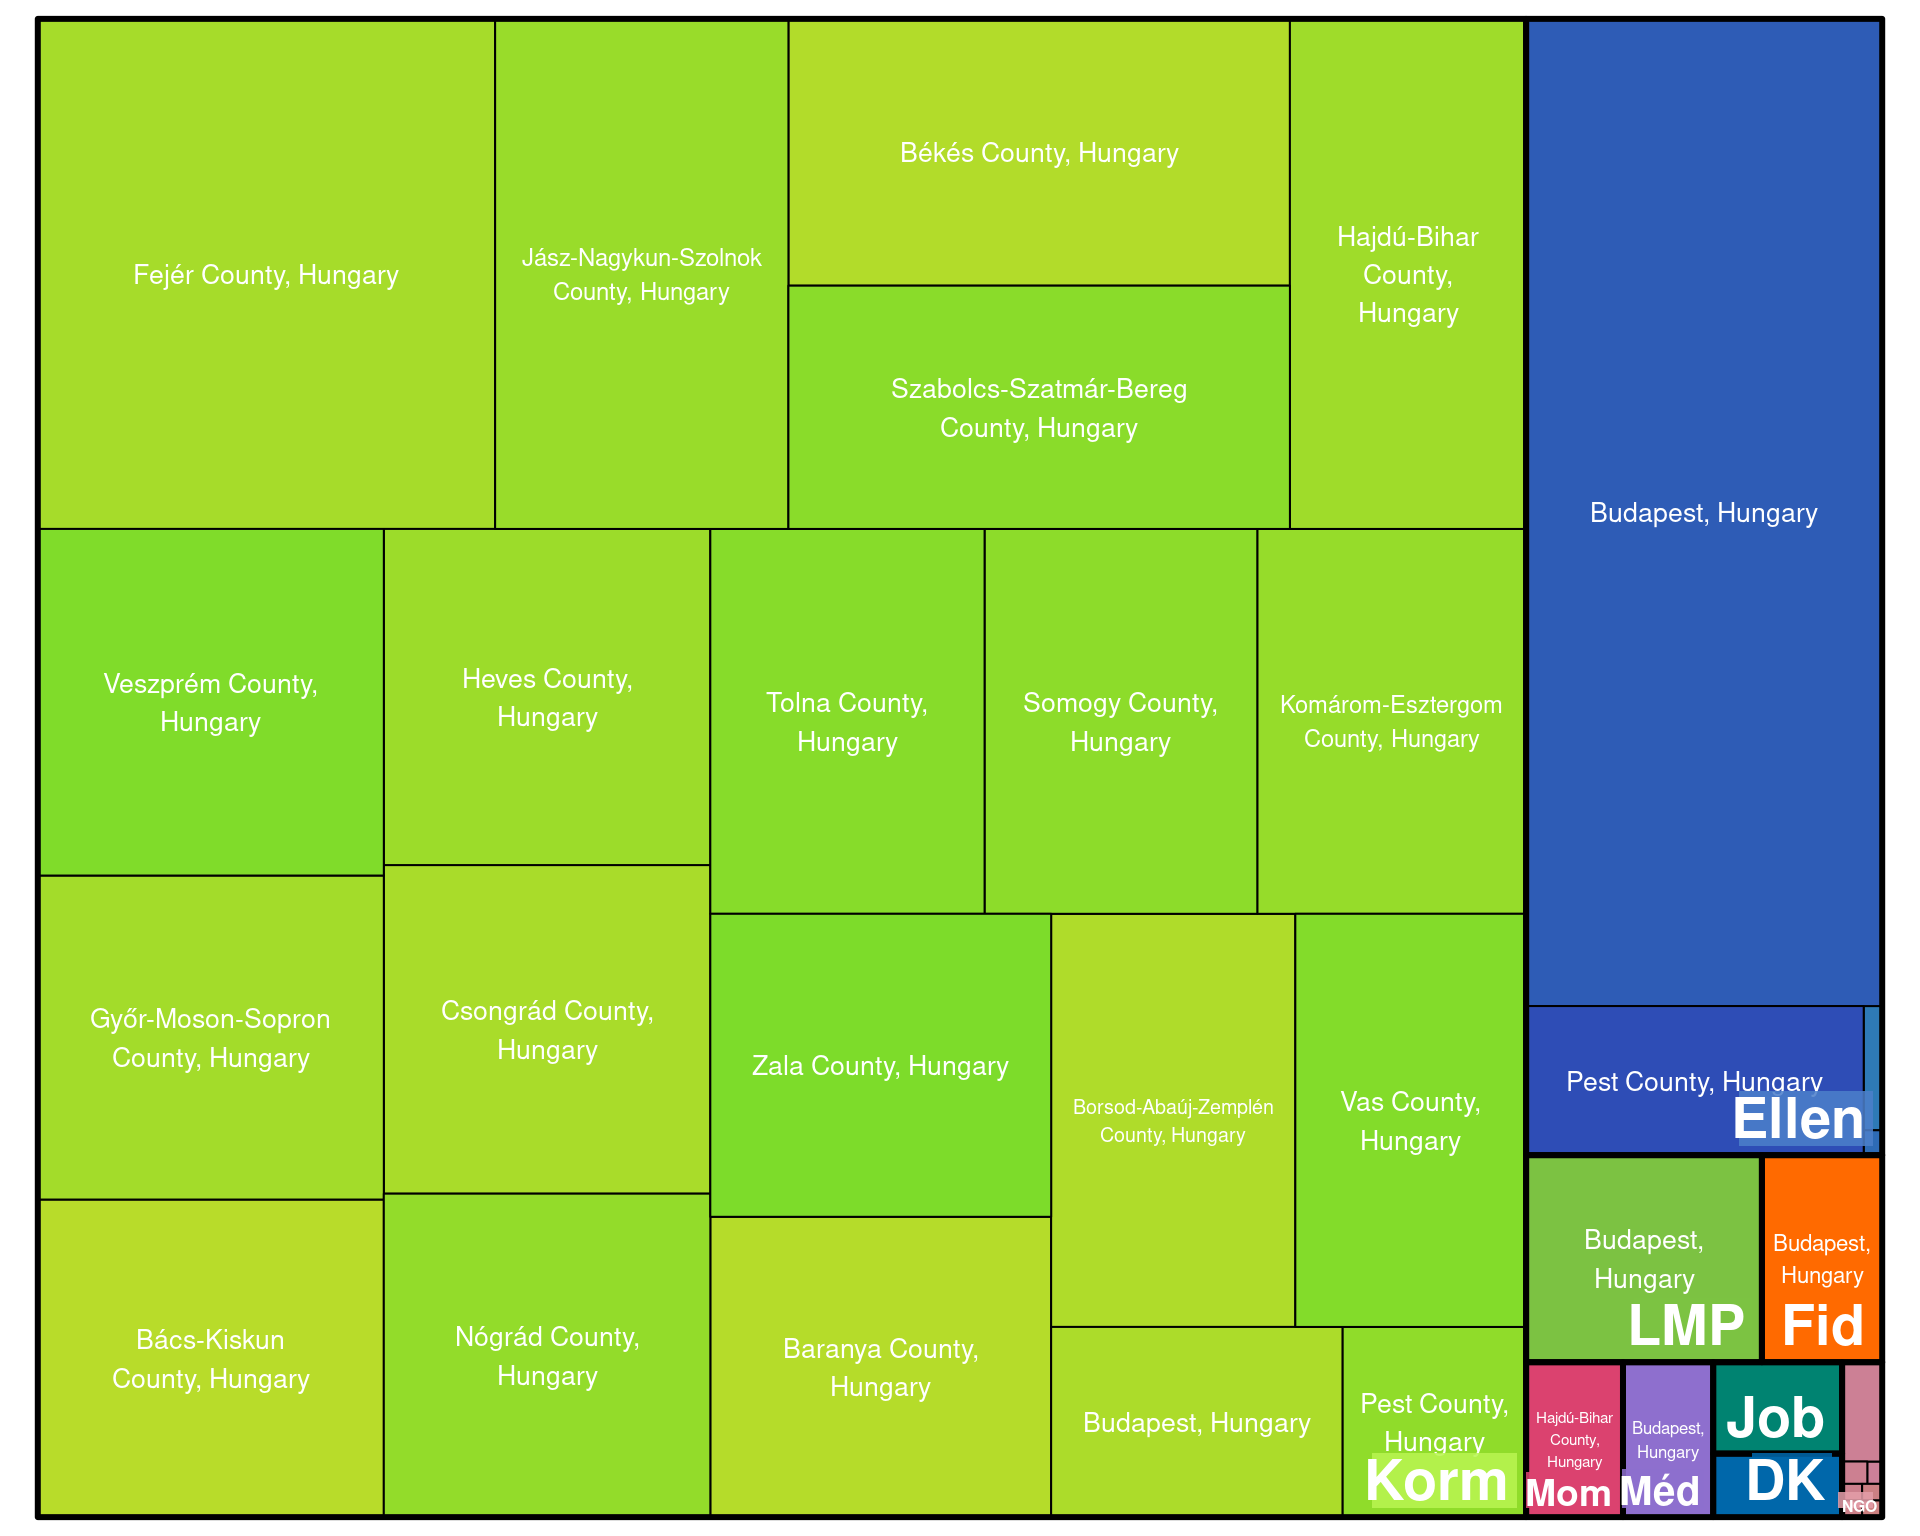 Fejér County, Hungary
Jász-Nagykun-Szolnok
County, Hungary
Békés County, Hungary
Szabolcs-Szatmár-Bereg
County, Hungary
Hajdú-Bihar
County,
Hungary
Veszprém County,
Hungary
Heves County,
Hungary
Tolna County,
Hungary
Somogy County,
Hungary
Komárom-Esztergom
County, Hungary
Győr-Moson-Sopron
County, Hungary
Csongrád County,
Hungary
Zala County, Hungary
Borsod-Abaúj-Zemplén
County, Hungary
Vas County,
Hungary
Bács-Kiskun
County, Hungary
Nógrád County,
Hungary
Baranya County,
Hungary
Budapest, Hungary
Pest County,
Hungary
Korm
Budapest, Hungary
Pest County, Hungary
Ellen
Budapest,
Hungary
LMP
Budapest,
Hungary
Fid
Hajdú-Bihar
County,
Hungary
Mom
Budapest,
Hungary
Méd
Job
DK
NGO